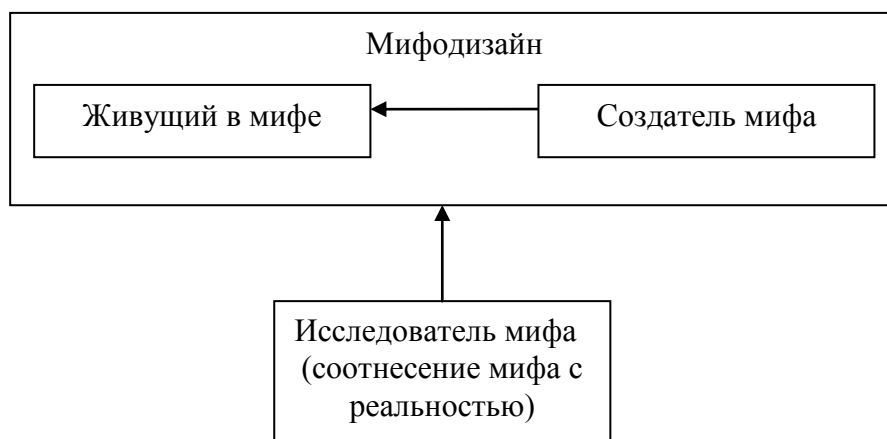 Мифодизайн
Живущий в мифе
Создатель мифа
Исследователь мифа
(соотнесение мифа с
реальностью)